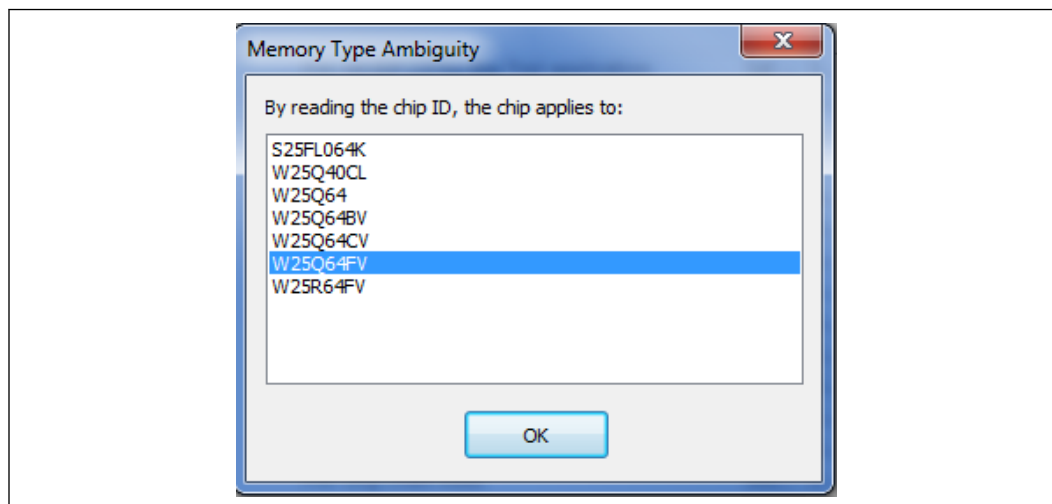 Memory Type Ambiguity
By reading the chip ID, the chip applies to:
S25FL064K
W25Q40CL
W25Q64
W25Q64BV
W25Q64CV
W25Q64FV
W25R64FV
OK